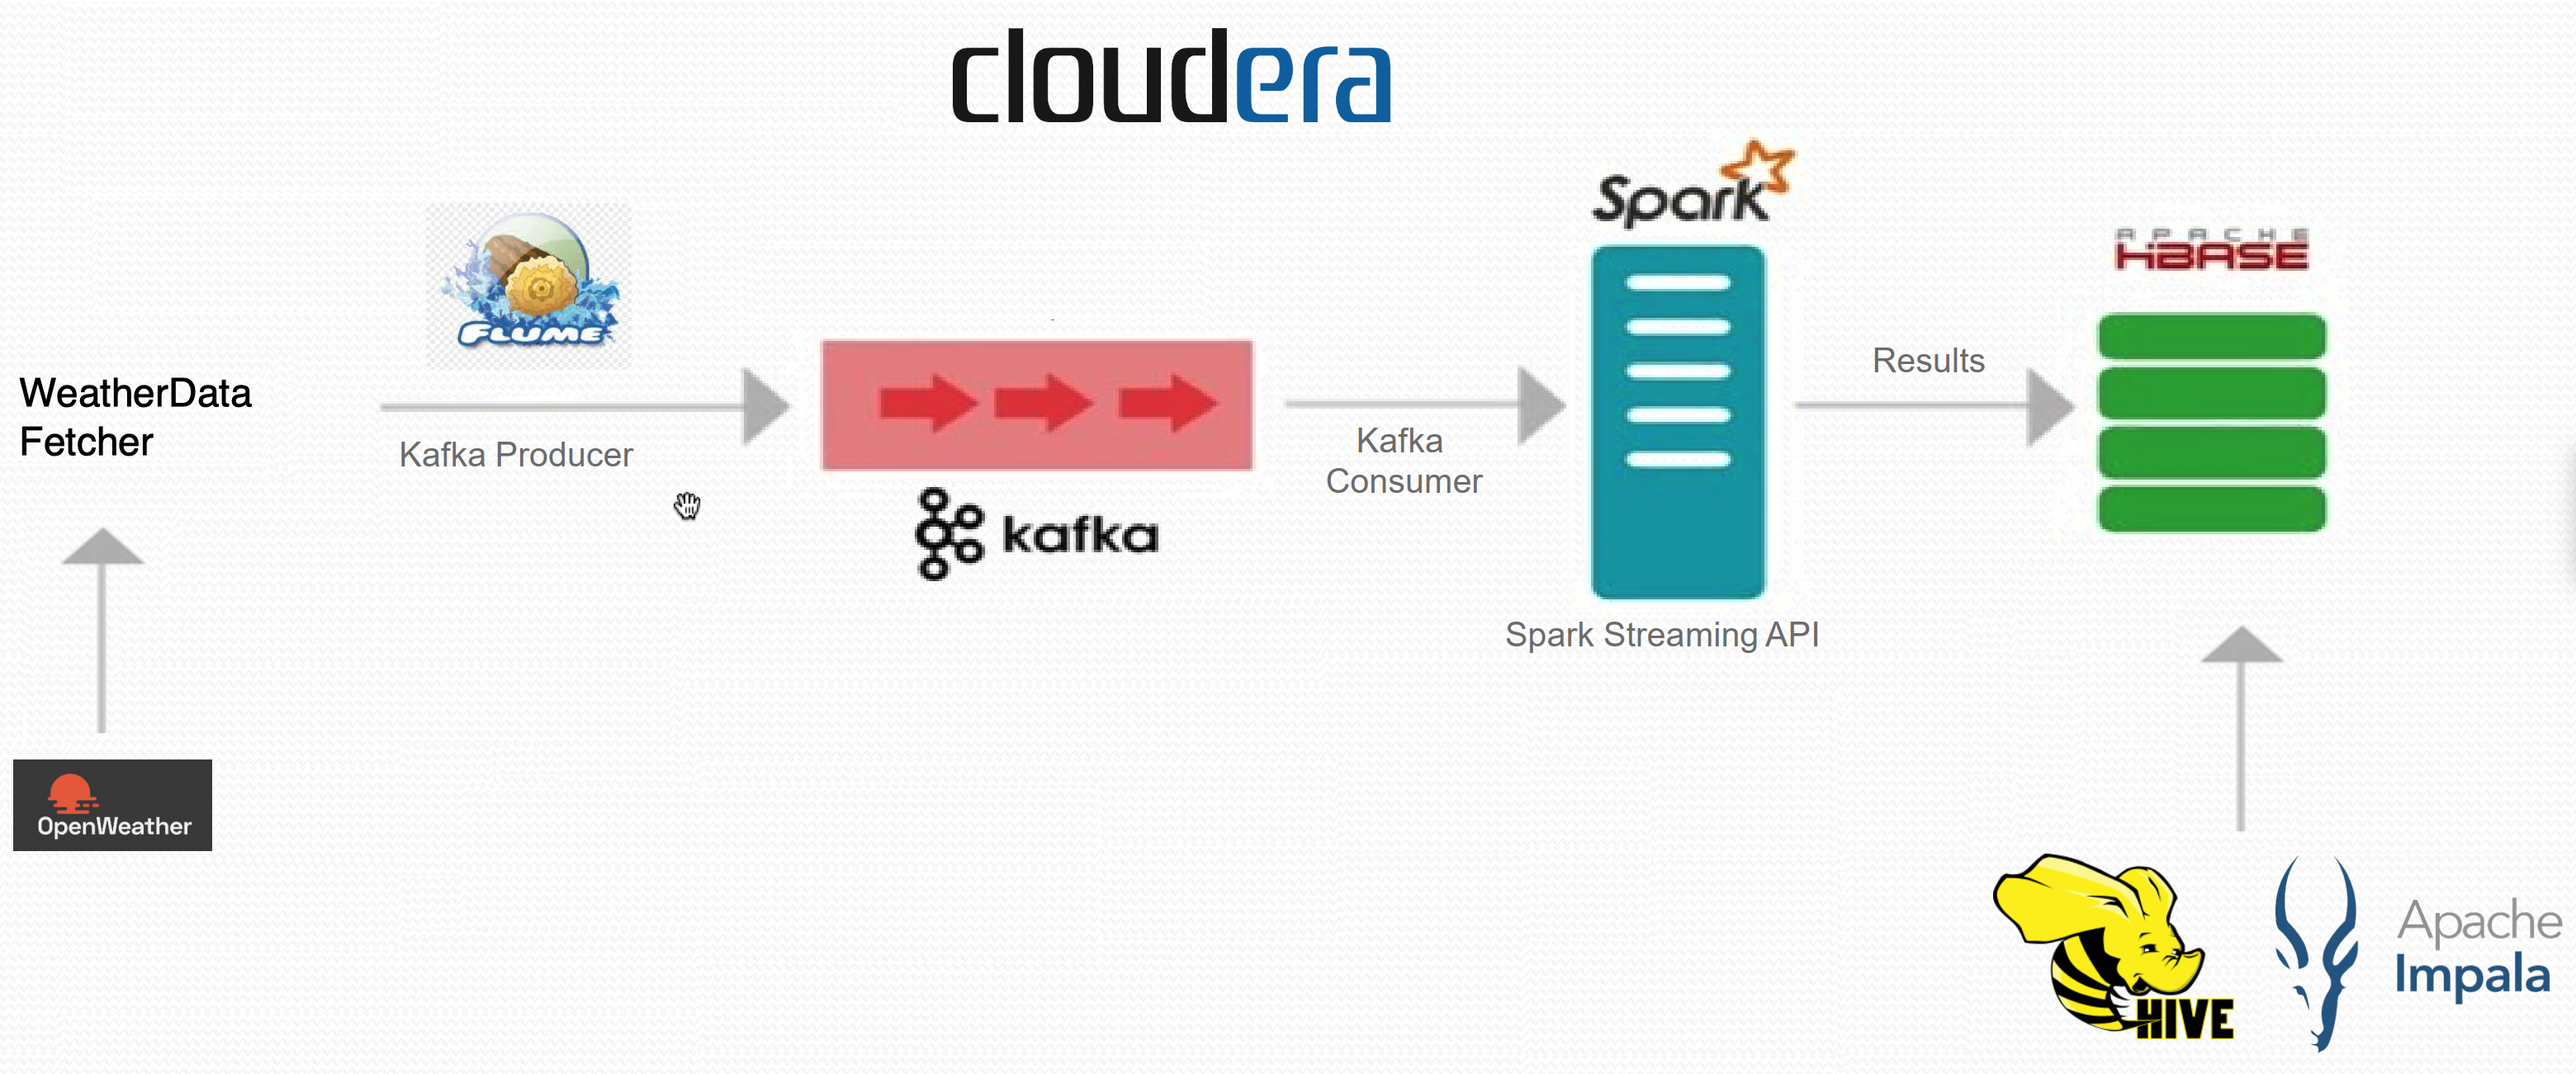 cloudera
Spark
APACHE
HBASE
FLUME
Results
WeatherData
Fetcher
Kafka Producer
Kafka
Consumer
kafka
Spark Streaming API
OpenWeather
Apache
Impala
HIVE